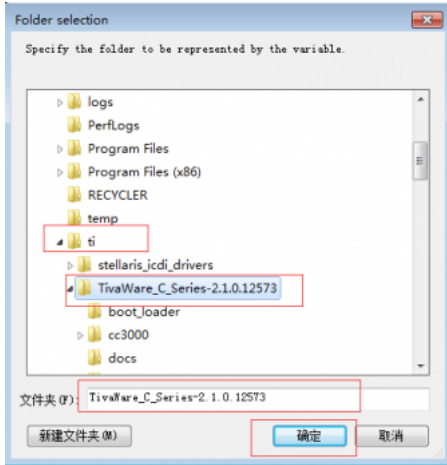 Folder selection
Specify the folder to be represented by the variable.
logs
PerfLogs
Program Files
Program Files (x86)
RECYCLER
temp
ti
stellaris_icdi_drivers
TivaWare_C_Series-2.1.0.12573
boot_loader
cc3000
docs
文件夹(F): TivaWare_C_Series-2.1.0.12573
新建文件夹(M) 确定 取消